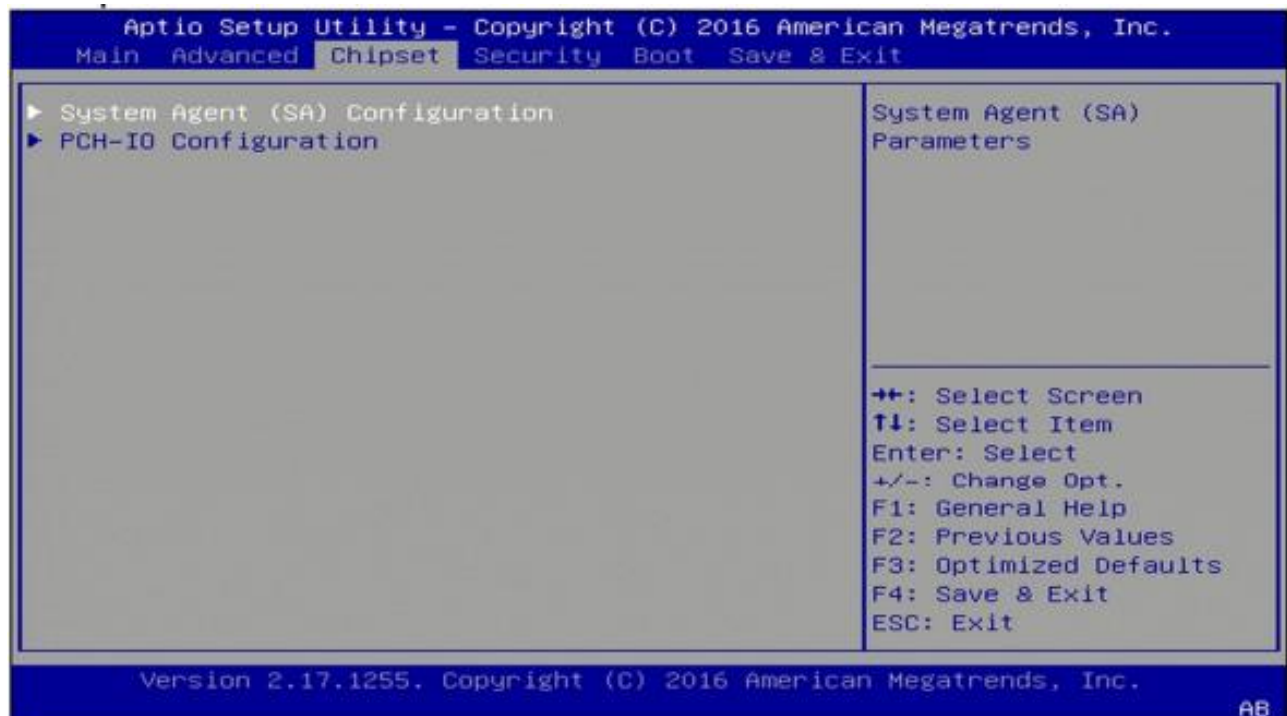 Aptio Setup Utility – Copyright (C) 2016 American Megatrends, Inc.
Main Advanced Chipset Security Boot Save & Exit
► System Agent (SA) Configuration
► PCH-IO Configuration
System Agent (SA)
Parameters
→←: Select Screen
↑↓: Select Item
Enter: Select
+/-: Change Opt.
F1: General Help
F2: Previous Values
F3: Optimized Defaults
F4: Save & Exit
ESC: Exit
Version 2.17.1255. Copyright (C) 2016 American Megatrends, Inc.
AB